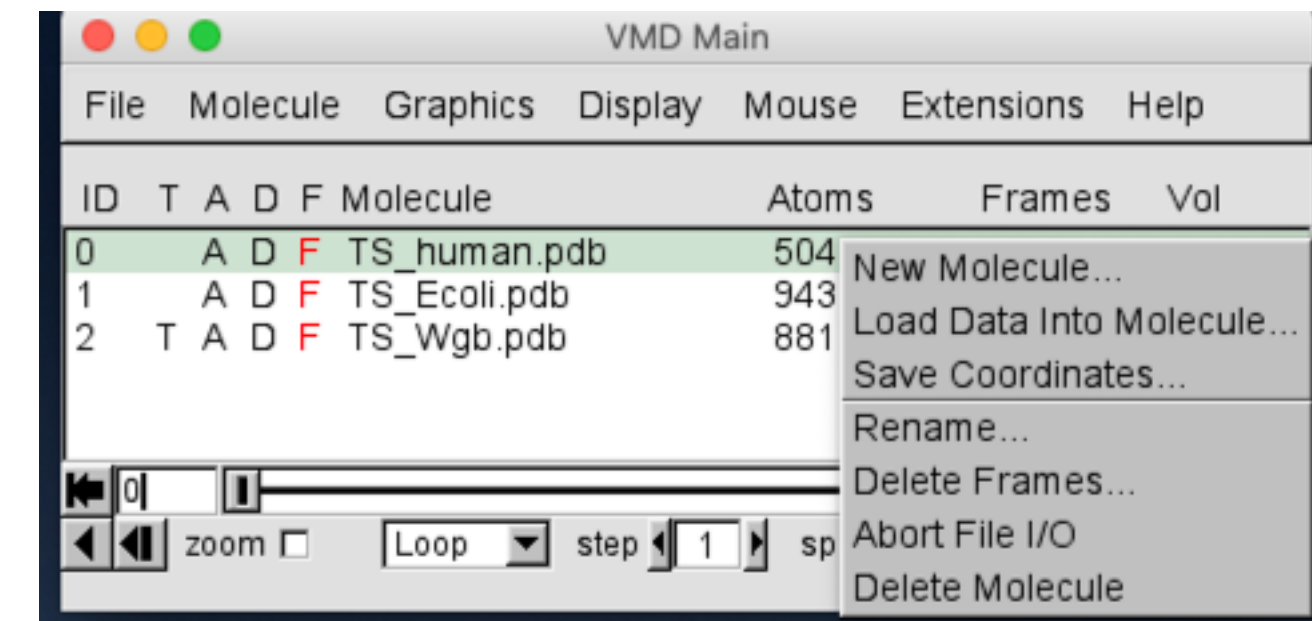 VMD Main
File Molecule Graphics Display Mouse Extensions Help
ID T A D F Molecule Atoms Frames Vol
0 A D F TS_human.pdb 504
1 A D F TS_Ecoli.pdb 943
2 T A D F TS_Wgb.pdb 881
New Molecule...
Load Data Into Molecule...
Save Coordinates...
Rename...
Delete Frames...
Abort File I/O
Delete Molecule
0
zoom Loop step 1 sp